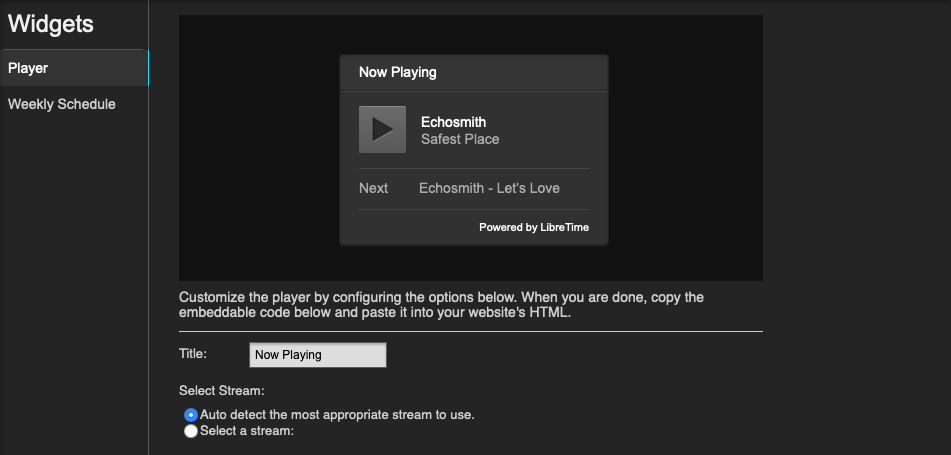 Widgets
Player
Weekly Schedule
Now Playing
Echosmith
Safest Place
Next Echosmith - Let's Love
Powered by LibreTime
Customize the player by configuring the options below. When you are done, copy the
embeddable code below and paste it into your website's HTML.
Title: Now Playing
Select Stream:
Auto detect the most appropriate stream to use.
Select a stream: